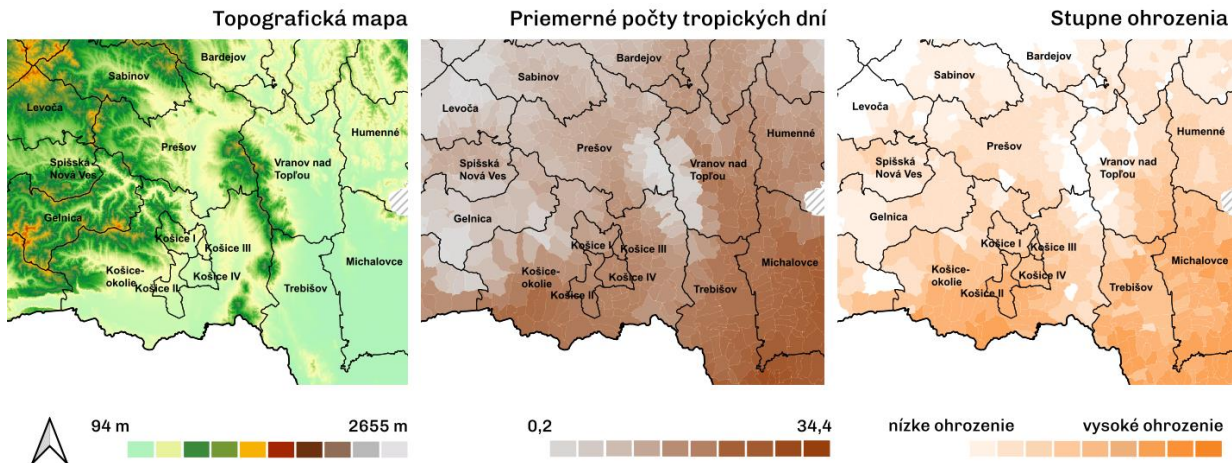 Topografická mapa
Bardejov
Sabinov
Levoča
Humenné
Prešov
Spišská
Nová Ves
Vranov nad
Topľou
Gelnica
Košice I
Košice III
Košice-
okolie
Košice IV
Košice II
Michalovce
Trebišov
94 m
2655 m
Priemerné počty tropických dní
Bardejov
Sabinov
Levoča
Humenné
Prešov
Spišská
Nová Ves
Vranov nad
Topľou
Gelnica
Košice I
Košice III
Košice-
okolie
Košice IV
Košice II
Michalovce
Trebišov
0,2
34,4
Stupne ohrozenia
Bardejov
Sabinov
Levoča
Humenné
Prešov
Spišská
Nová Ves
Vranov nad
Topľou
Gelnica
Košice I
Košice III
Košice-
okolie
Košice IV
Košice II
Michalovce
Trebišov
nízke ohrozenie
vysoké ohrozenie